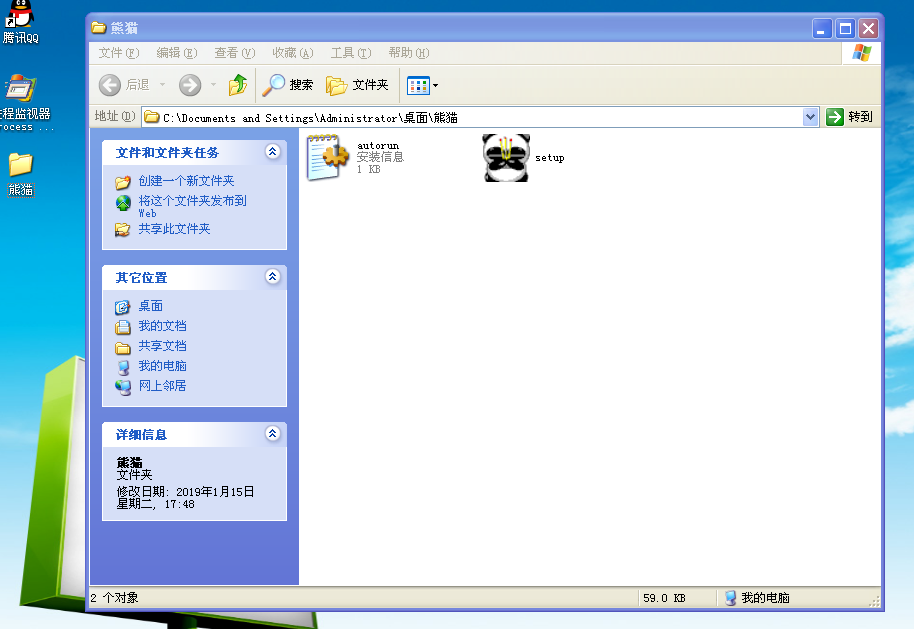 腾讯QQ
程监视器
rocess ...
熊猫
熊猫
文件(F) 编辑(E) 查看(V) 收藏(A) 工具(T) 帮助(H)
后退 搜索 文件夹
地址(D) C:\Documents and Settings\Administrator\桌面\熊猫 转到
文件和文件夹任务
创建一个新文件夹
将这个文件夹发布到
Web
共享此文件夹
其它位置
桌面
我的文档
共享文档
我的电脑
网上邻居
详细信息
熊猫
文件夹
修改日期: 2019年1月15日
星期二, 17:48
autorun
安装信息
1 KB
setup
2 个对象 59.0 KB 我的电脑